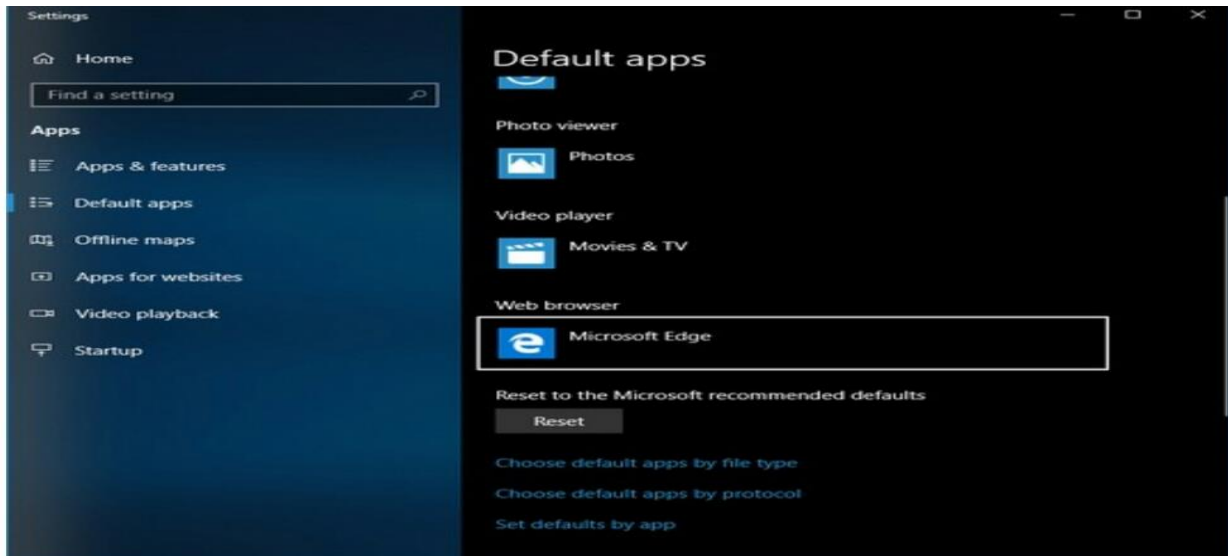 Settings
Home
Find a setting
Apps
Apps & features
Default apps
Offline maps
Apps for websites
Video playback
Startup
Default apps
Photo viewer
Photos
Video player
Movies & TV
Web browser
Microsoft Edge
Reset to the Microsoft recommended defaults
Reset
Choose default apps by file type
Choose default apps by protocol
Set defaults by app